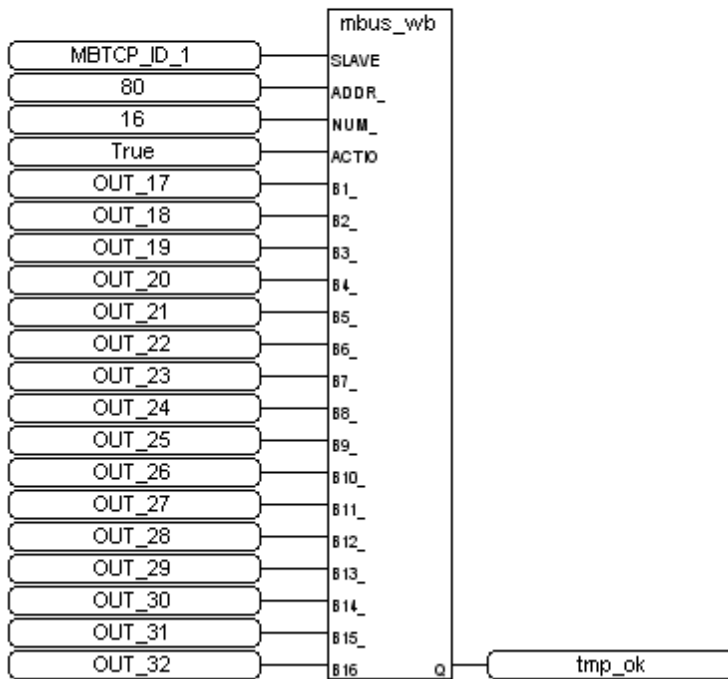 mbus_wb
MBTCP_ID_1 SLAVE
80 ADDR_
16 NUM_
True ACTIO
OUT_17 B1_
OUT_18 B2_
OUT_19 B3_
OUT_20 B4_
OUT_21 B5_
OUT_22 B6_
OUT_23 B7_
OUT_24 B8_
OUT_25 B9_
OUT_26 B10_
OUT_27 B11_
OUT_28 B12_
OUT_29 B13_
OUT_30 B14_
OUT_31 B15_
OUT_32 B16 Q tmp_ok